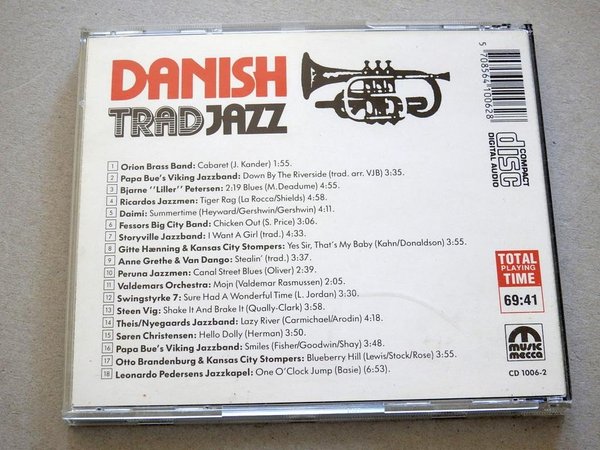 DANISH
TRADJAZZ
5 708564 100628
COMPACT
disc
DIGITAL AUDIO
1 Orion Brass Band: Cabaret (J. Kander) 1:55.
2 Papa Bue's Viking Jazzband: Down By The Riverside (trad. arr. VJB) 3:35.
3 Bjarne ''Liller'' Petersen: 2:19 Blues (M. Deadume) 4:55.
4 Ricardos Jazzmen: Tiger Rag (La Rocca/Shields) 4:58.
5 Daimi: Summertime (Heyward/Gershwin/Gershwin) 4:11.
6 Fessors Big City Band: Chicken Out (S. Price) 3:06.
7 Storyville Jazzband: I Want A Girl (trad.) 4:33.
8 Gitte Hænning & Kansas City Stompers: Yes Sir, That's My Baby (Kahn/Donaldson) 3:55.
9 Anne Grethe & Van Dango: Stealin' (trad.) 3:37.
10 Peruna Jazzmen: Canal Street Blues (Oliver) 2:39.
11 Valdemars Orchestra: Mojn (Valdemar Rasmussen) 2:05.
12 Swingstyrke 7: Sure Had A Wonderful Time (L. Jordan) 3:30.
13 Steen Vig: Shake It And Brake It (Qually-Clark) 3:58.
14 Theis/Nyegaards Jazzband: Lazy River (Carmichael/Arodin) 4:18.
15 Søren Christensen: Hello Dolly (Herman) 3:50.
16 Papa Bue's Viking Jazzband: Smiles (Fisher/Goodwin/Shay) 3:48.
17 Otto Brandenburg & Kansas City Stompers: Blueberry Hill (Lewis/Stock/Rose) 3:55.
18 Leonardo Pedersens Jazzkapel: One O'Clock Jump (Basie) (6:53).
TOTAL
PLAYING
TIME
69:41
music
mecca
CD 1006-2